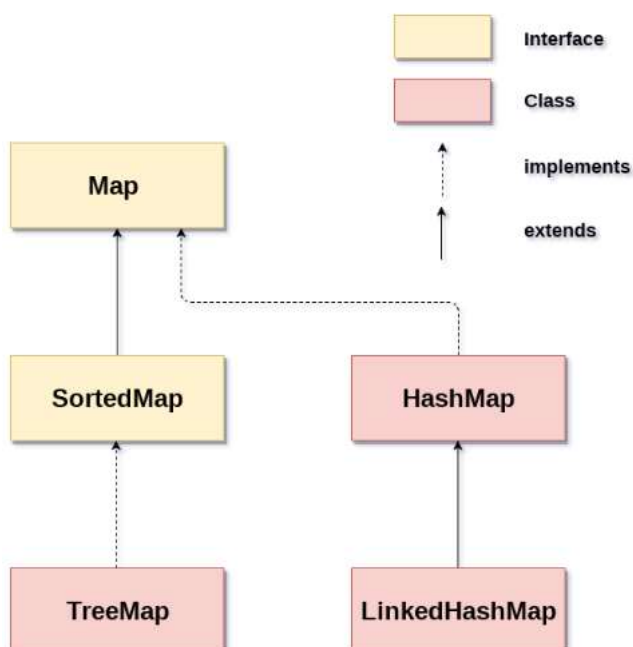 Interface
Class
implements
extends
Map
SortedMap
HashMap
TreeMap
LinkedHashMap